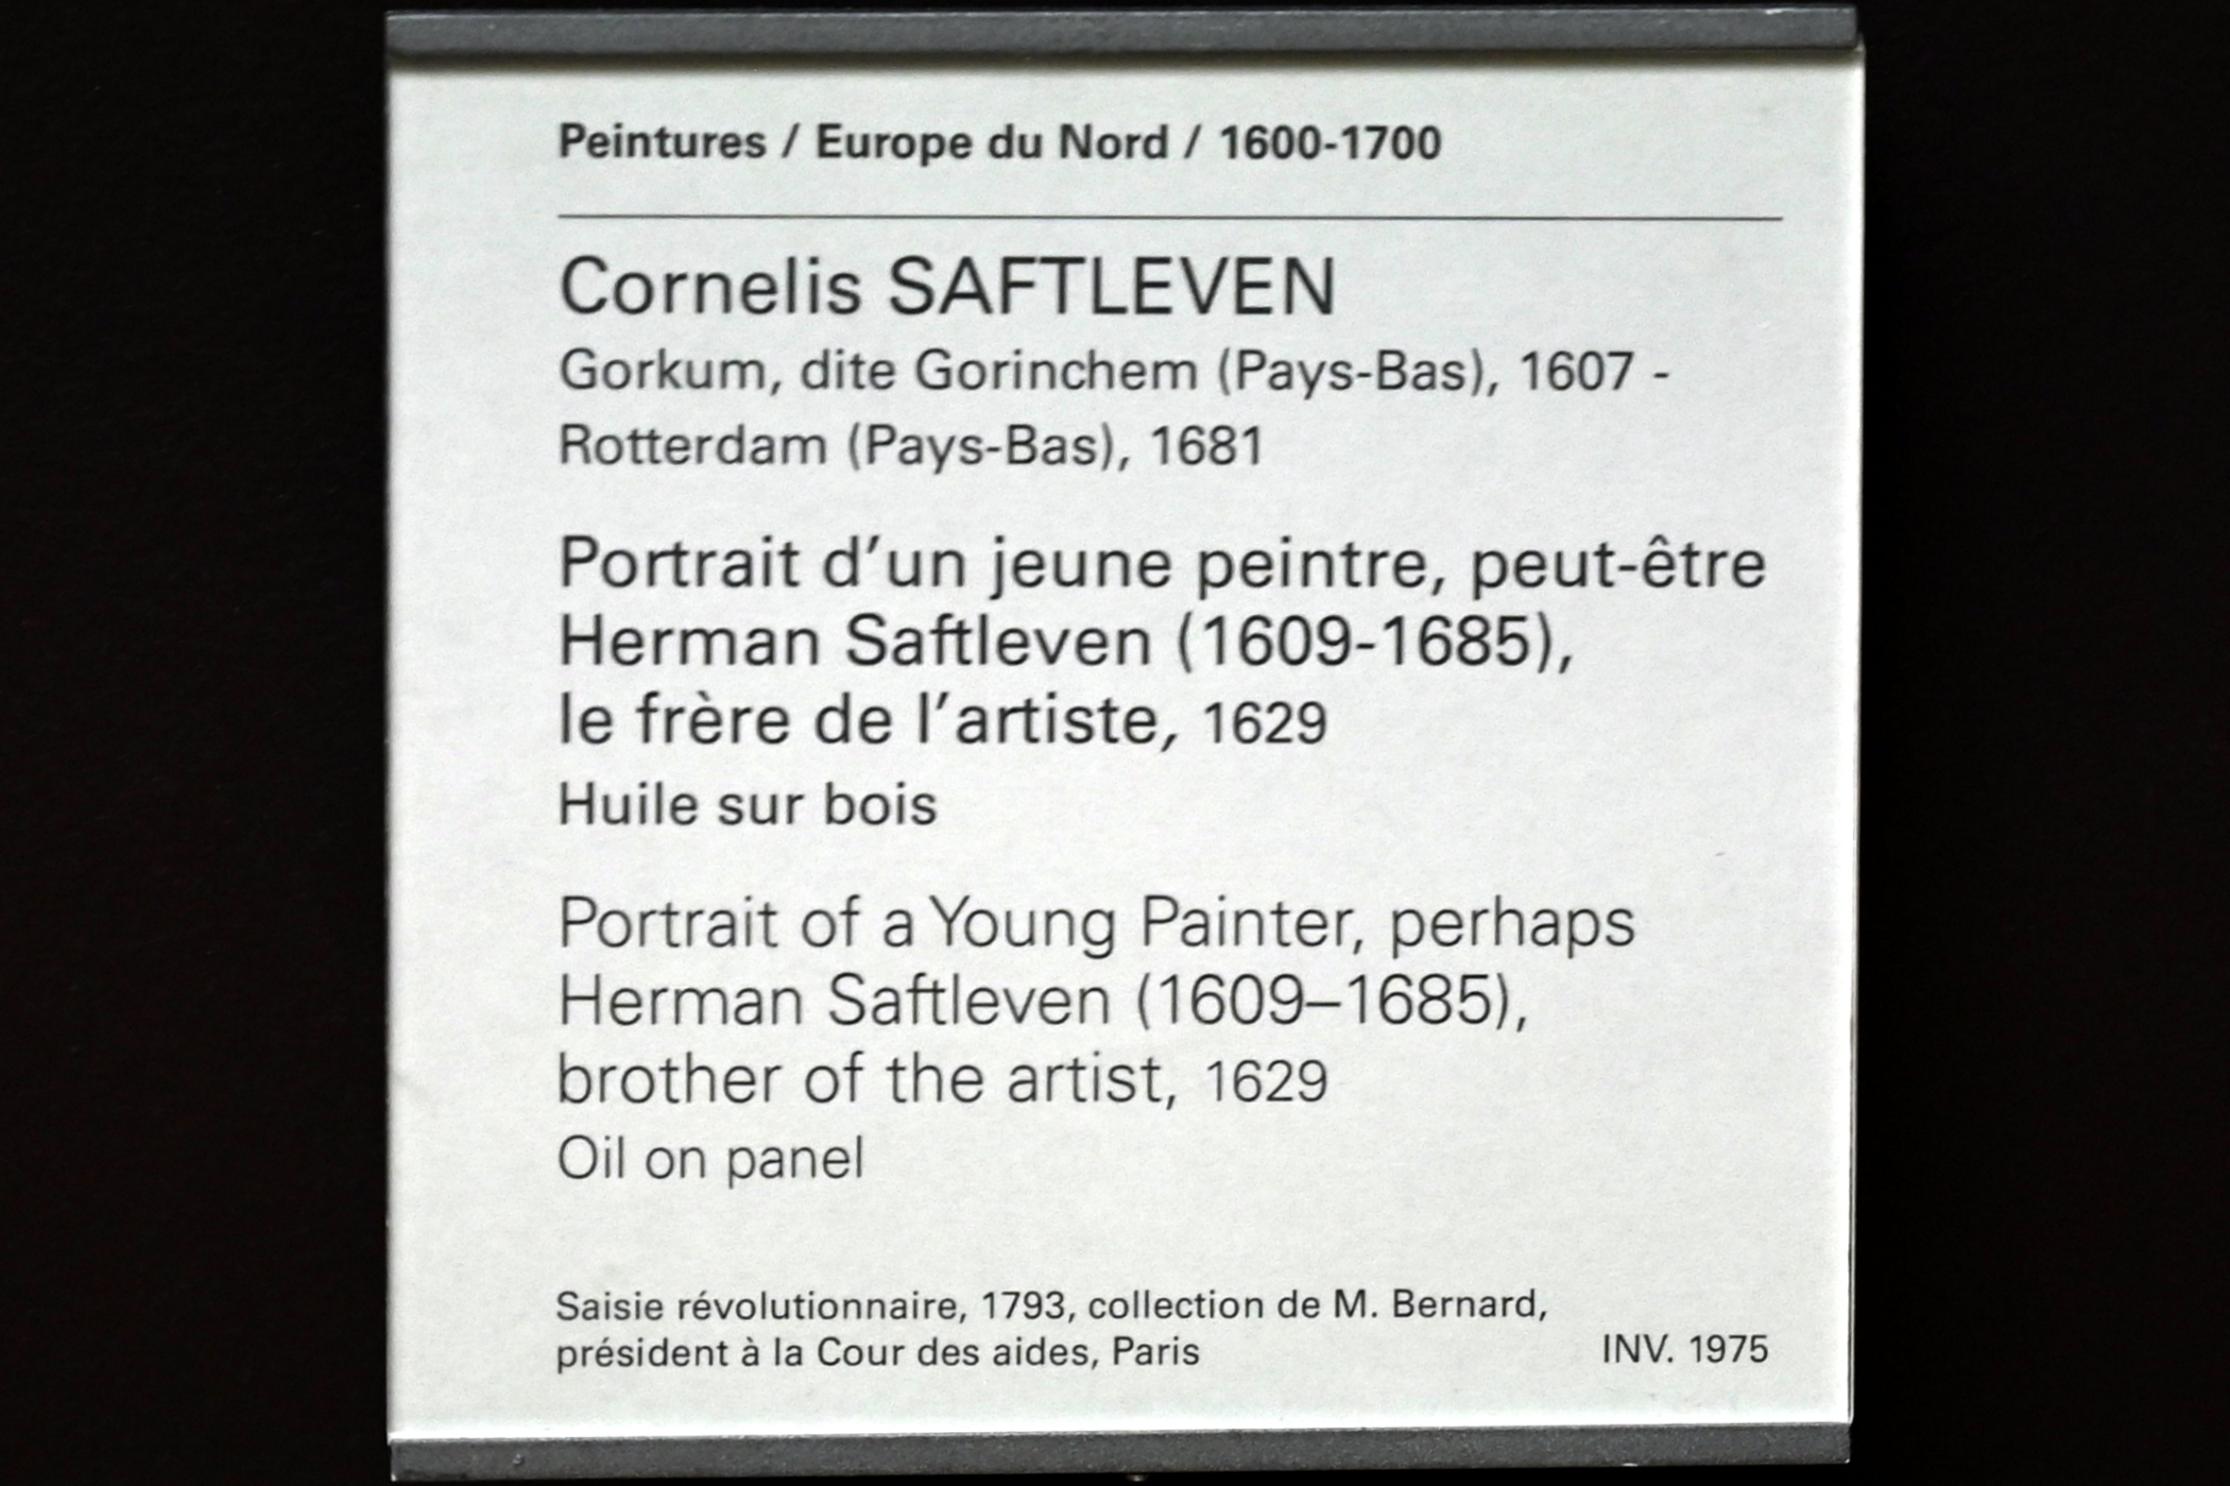 Peintures / Europe du Nord / 1600-1700
Cornelis SAFTLEVEN
Gorkum, dite Gorinchem (Pays-Bas), 1607 -
Rotterdam (Pays-Bas), 1681
Portrait d’un jeune peintre, peut-être
Herman Saftleven (1609-1685),
le frère de l’artiste, 1629
Huile sur bois
Portrait of a Young Painter, perhaps
Herman Saftleven (1609–1685),
brother of the artist, 1629
Oil on panel
Saisie révolutionnaire, 1793, collection de M. Bernard,
président à la Cour des aides, Paris
INV. 1975